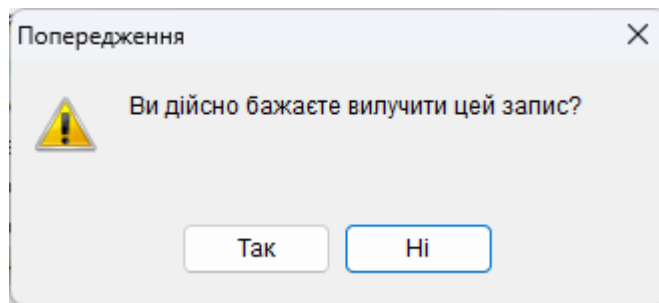 Попередження
Ви дійсно бажаєте вилучити цей запис?
Так
Ні